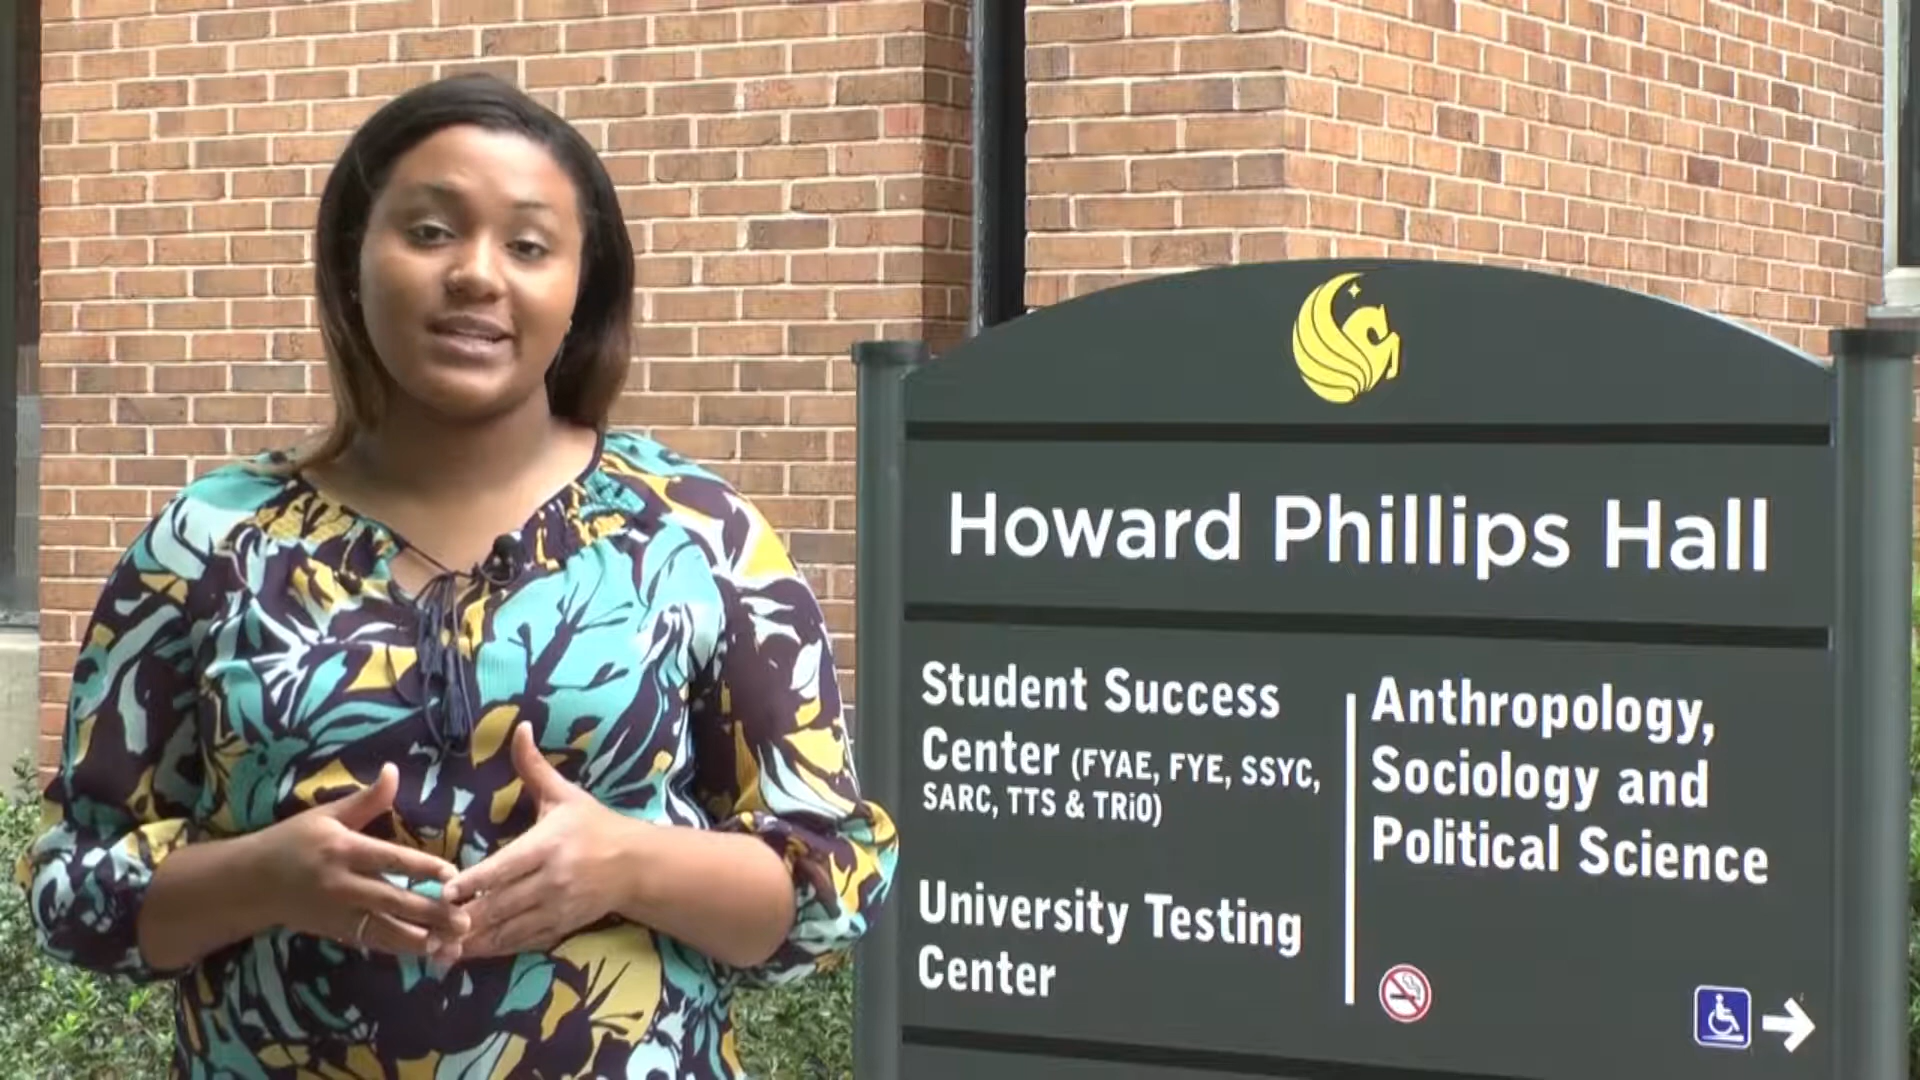 Howard Phillips Hall
Student Success
Center (FYAE, FYE, SSYC,
SARC, TTS & TRiO)
University Testing
Center
Anthropology,
Sociology and
Political Science